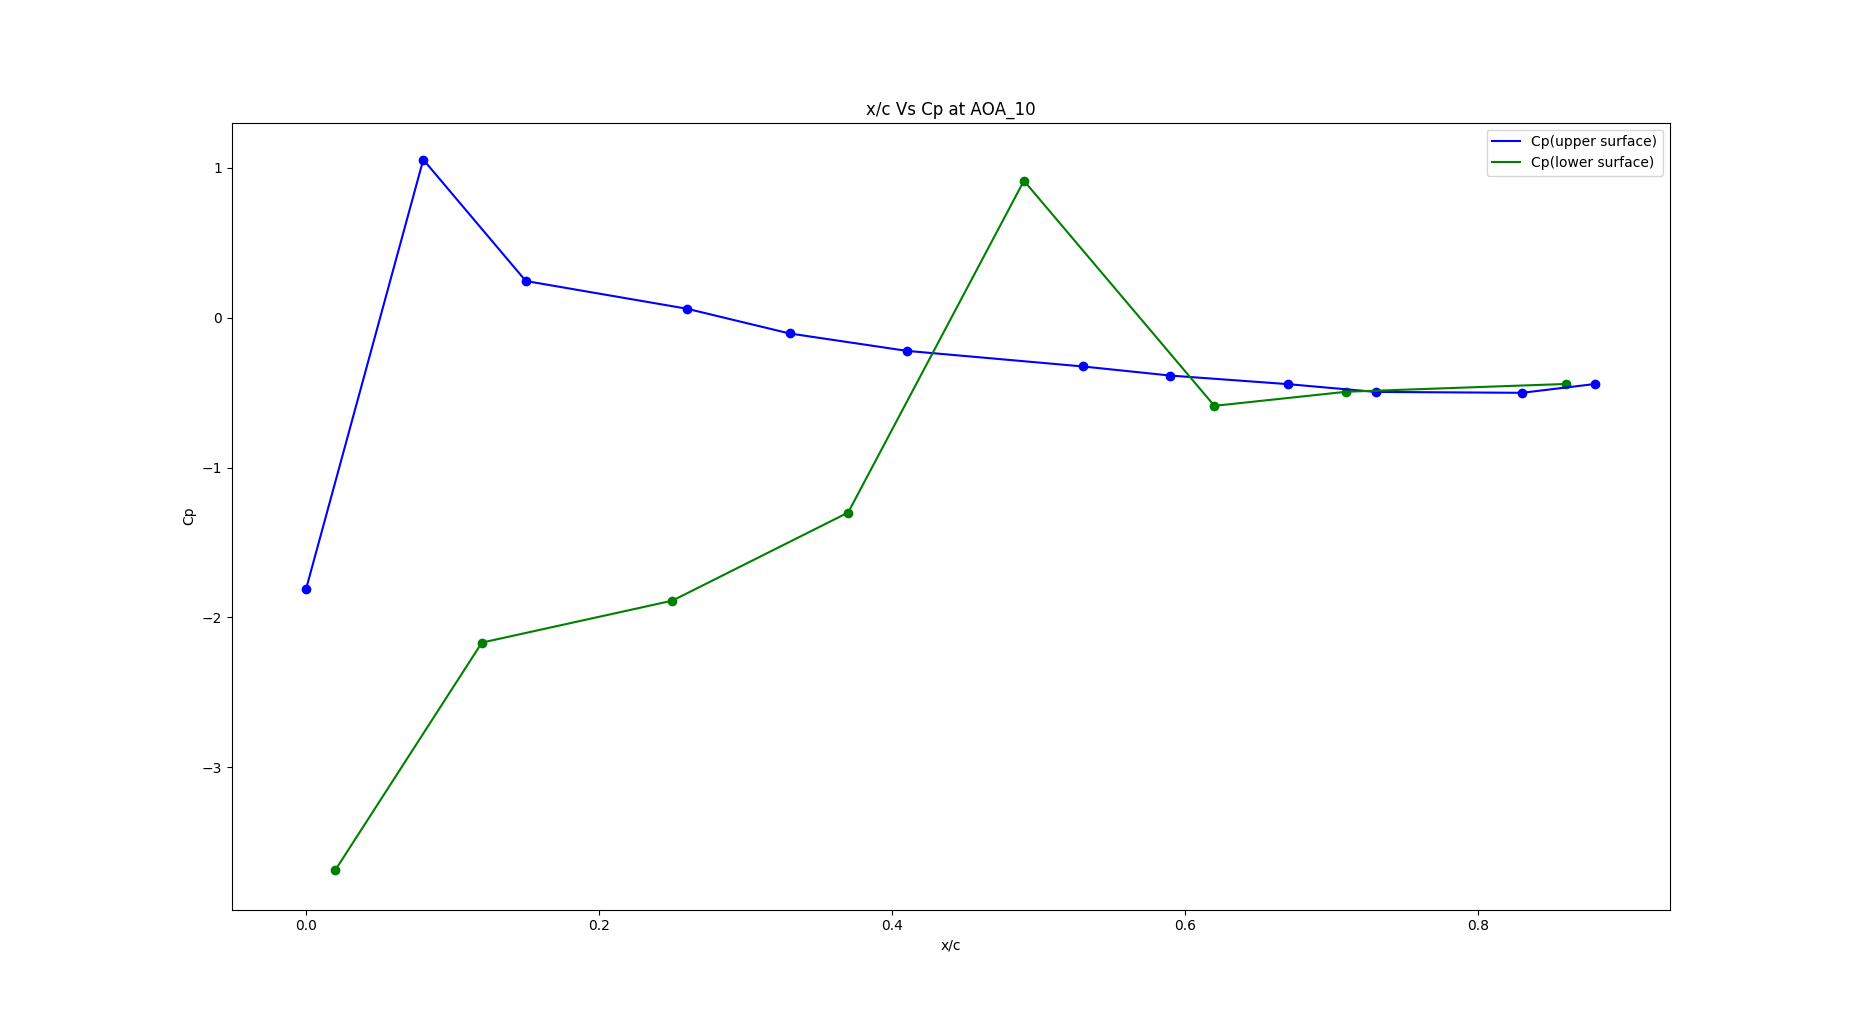 x/c Vs Cp at AOA_10
Cp(upper surface)
Cp(lower surface)
1
0
−1
−2
−3
Cp
0.0 0.2 0.4 0.6 0.8
x/c